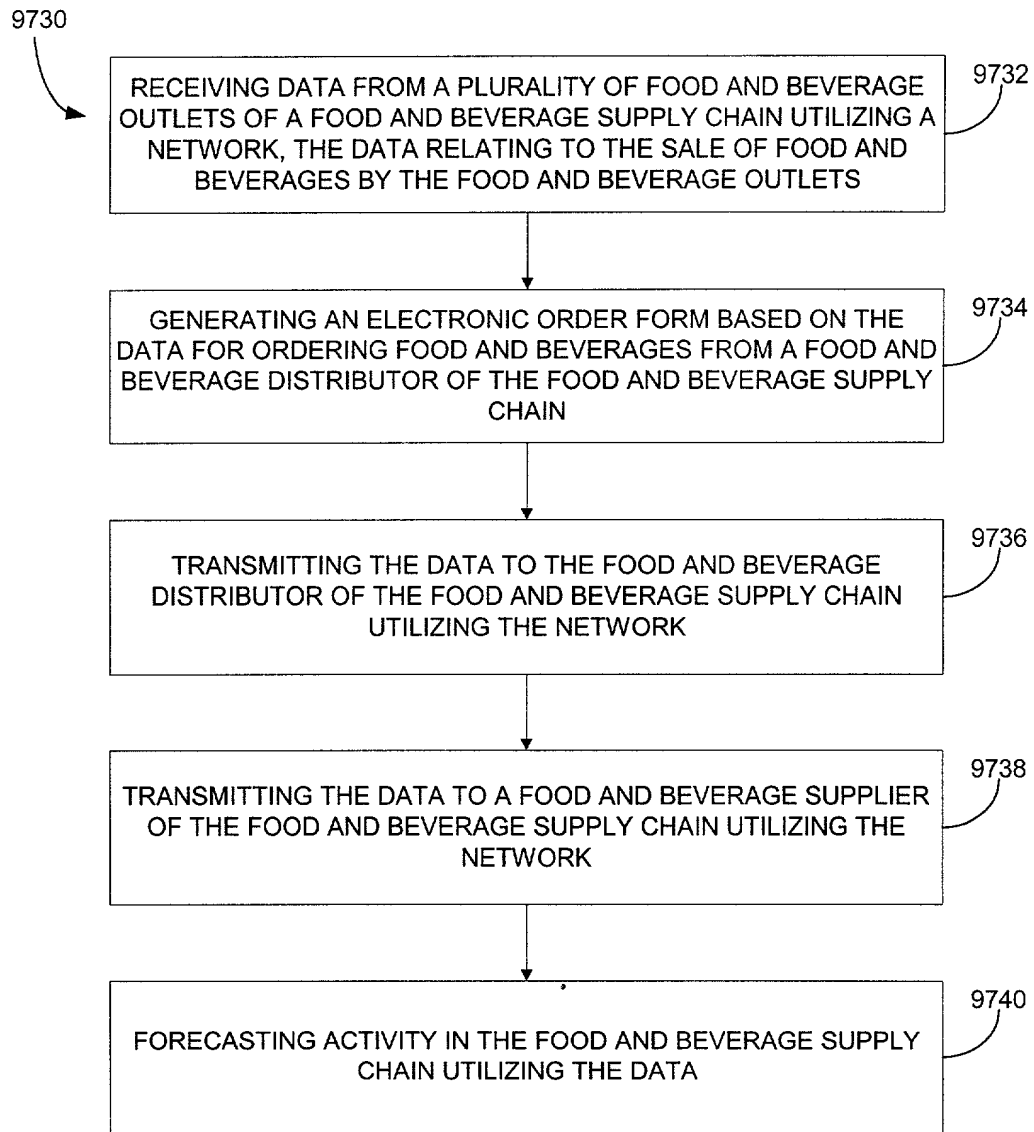 9730
RECEIVING DATA FROM A PLURALITY OF FOOD AND BEVERAGE
OUTLETS OF A FOOD AND BEVERAGE SUPPLY CHAIN UTILIZING A
NETWORK, THE DATA RELATING TO THE SALE OF FOOD AND
BEVERAGES BY THE FOOD AND BEVERAGE OUTLETS
9732
GENERATING AN ELECTRONIC ORDER FORM BASED ON THE
DATA FOR ORDERING FOOD AND BEVERAGES FROM A FOOD AND
BEVERAGE DISTRIBUTOR OF THE FOOD AND BEVERAGE SUPPLY
CHAIN
9734
TRANSMITTING THE DATA TO THE FOOD AND BEVERAGE
DISTRIBUTOR OF THE FOOD AND BEVERAGE SUPPLY CHAIN
UTILIZING THE NETWORK
9736
TRANSMITTING THE DATA TO A FOOD AND BEVERAGE SUPPLIER
OF THE FOOD AND BEVERAGE SUPPLY CHAIN UTILIZING THE
NETWORK
9738
FORECASTING ACTIVITY IN THE FOOD AND BEVERAGE SUPPLY
CHAIN UTILIZING THE DATA
9740